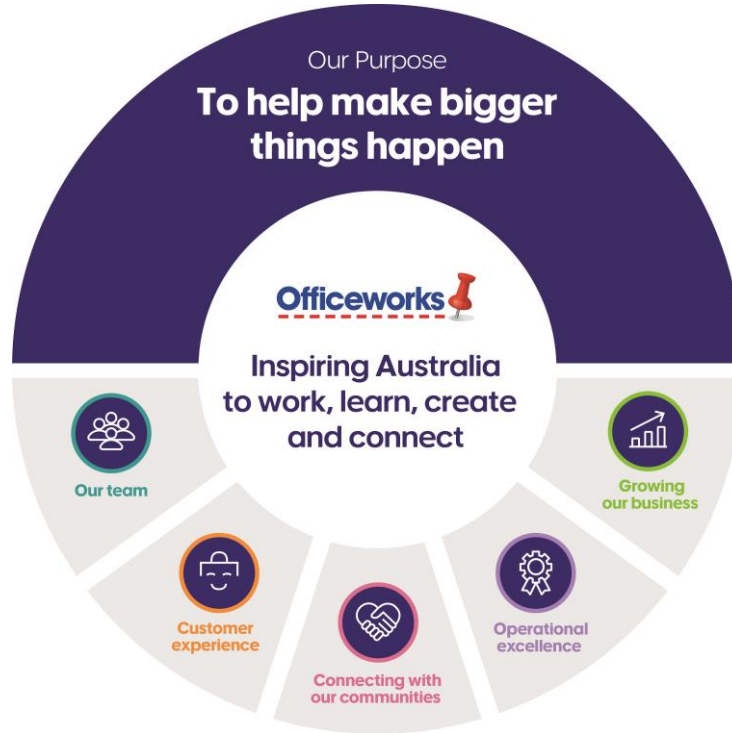 Our Purpose
To help make bigger
things happen
Officeworks
Inspiring Australia
to work, learn, create
and connect
Our team
Customer
experience
Connecting with
our communities
Operational
excellence
Growing
our business